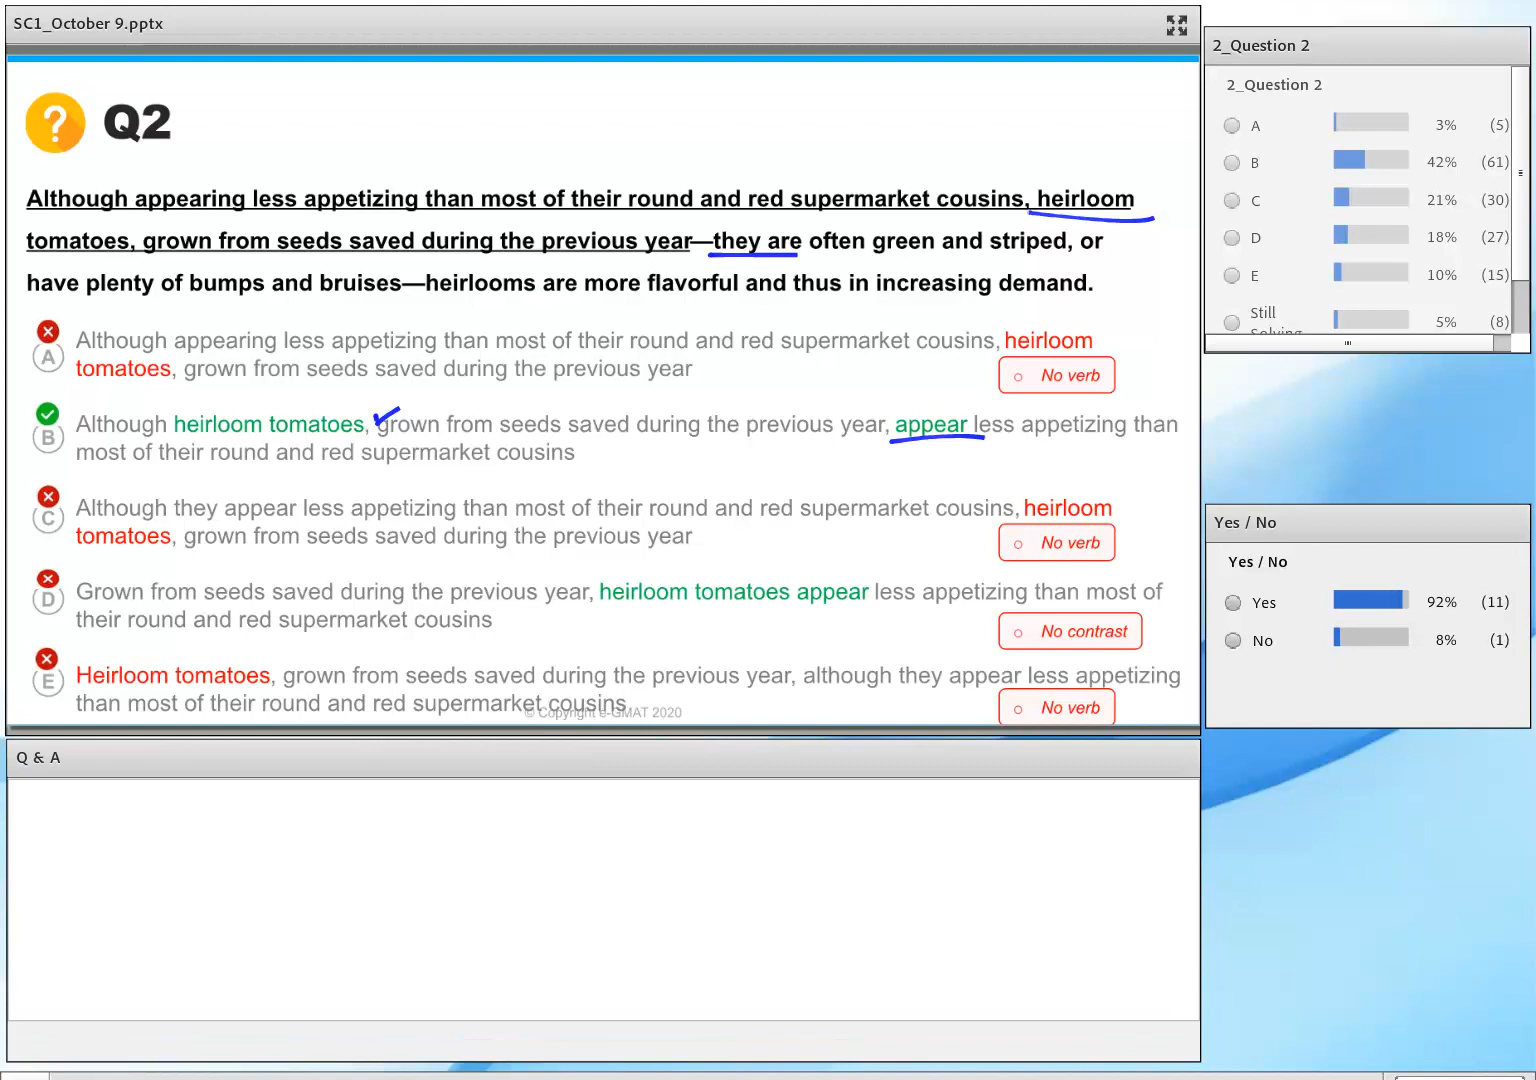 SC1_October 9.pptx
Q2
Although appearing less appetizing than most of their round and red supermarket cousins, heirloom
tomatoes, grown from seeds saved during the previous year—they are often green and striped, or
have plenty of bumps and bruises—heirlooms are more flavorful and thus in increasing demand.
A
Although appearing less appetizing than most of their round and red supermarket cousins, heirloom
tomatoes, grown from seeds saved during the previous year
No verb
B
Although heirloom tomatoes, grown from seeds saved during the previous year, appear less appetizing than
most of their round and red supermarket cousins
C
Although they appear less appetizing than most of their round and red supermarket cousins, heirloom
tomatoes, grown from seeds saved during the previous year
No verb
D
Grown from seeds saved during the previous year, heirloom tomatoes appear less appetizing than most of
their round and red supermarket cousins
No contrast
E
Heirloom tomatoes, grown from seeds saved during the previous year, although they appear less appetizing
than most of their round and red supermarket cousins
No verb
© Copyright e-GMAT 2020
2_Question 2
2_Question 2
A 3% (5)
B 42% (61)
C 21% (30)
D 18% (27)
E 10% (15)
Still
Solving 5% (8)
Yes / No
Yes / No
Yes 92% (11)
No 8% (1)
Q & A